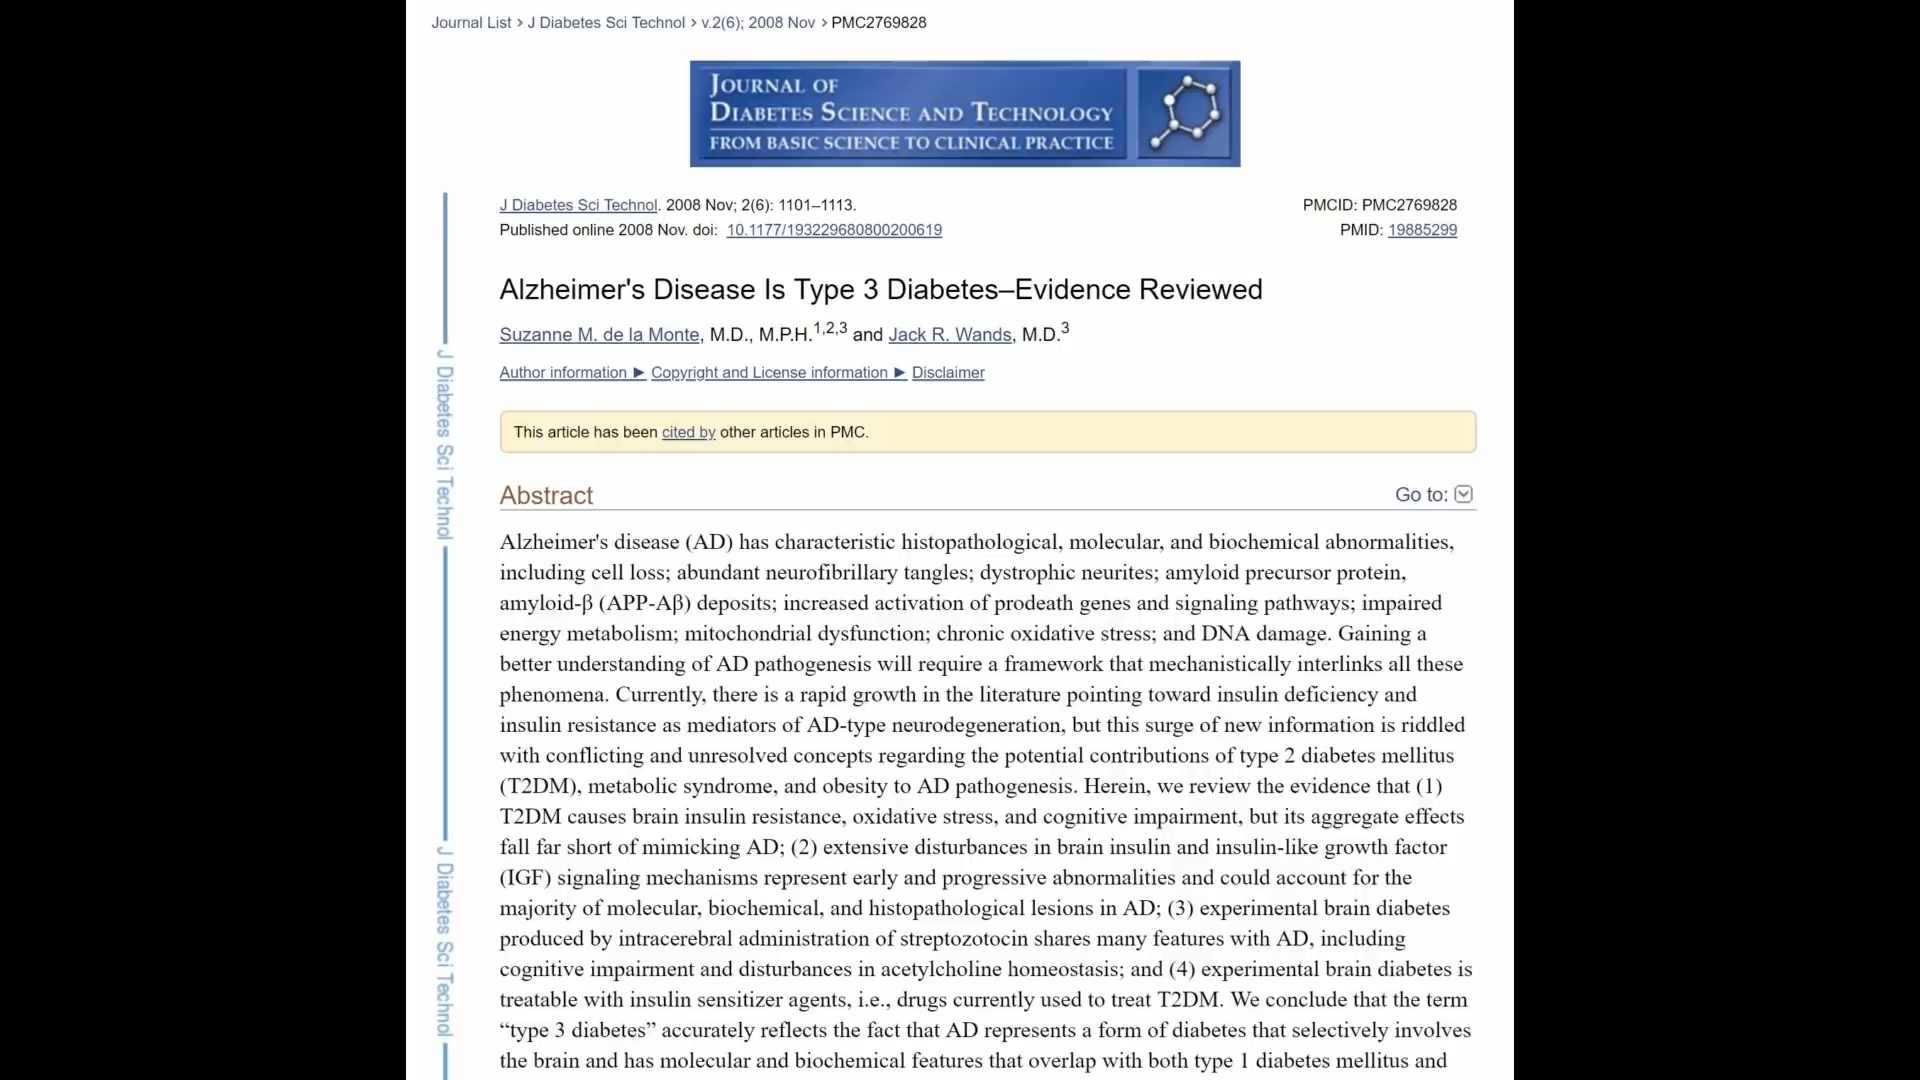 Journal List > J Diabetes Sci Technol > v.2(6); 2008 Nov > PMC2769828
JOURNAL OF
DIABETES SCIENCE AND TECHNOLOGY
FROM BASIC SCIENCE TO CLINICAL PRACTICE
J Diabetes Sci Technol. 2008 Nov; 2(6): 1101–1113.
PMCID: PMC2769828
Published online 2008 Nov. doi: 10.1177/193229680800200619
PMID: 19885299
Alzheimer's Disease Is Type 3 Diabetes–Evidence Reviewed
Suzanne M. de la Monte, M.D., M.P.H.1,2,3 and Jack R. Wands, M.D.3
Author information ► Copyright and License information ► Disclaimer
This article has been cited by other articles in PMC.
Abstract
Go to:
Alzheimer's disease (AD) has characteristic histopathological, molecular, and biochemical abnormalities,
including cell loss; abundant neurofibrillary tangles; dystrophic neurites; amyloid precursor protein,
amyloid-β (APP-Aβ) deposits; increased activation of prodeath genes and signaling pathways; impaired
energy metabolism; mitochondrial dysfunction; chronic oxidative stress; and DNA damage. Gaining a
better understanding of AD pathogenesis will require a framework that mechanistically interlinks all these
phenomena. Currently, there is a rapid growth in the literature pointing toward insulin deficiency and
insulin resistance as mediators of AD-type neurodegeneration, but this surge of new information is riddled
with conflicting and unresolved concepts regarding the potential contributions of type 2 diabetes mellitus
(T2DM), metabolic syndrome, and obesity to AD pathogenesis. Herein, we review the evidence that (1)
T2DM causes brain insulin resistance, oxidative stress, and cognitive impairment, but its aggregate effects
fall far short of mimicking AD; (2) extensive disturbances in brain insulin and insulin-like growth factor
(IGF) signaling mechanisms represent early and progressive abnormalities and could account for the
majority of molecular, biochemical, and histopathological lesions in AD; (3) experimental brain diabetes
produced by intracerebral administration of streptozotocin shares many features with AD, including
cognitive impairment and disturbances in acetylcholine homeostasis; and (4) experimental brain diabetes is
treatable with insulin sensitizer agents, i.e., drugs currently used to treat T2DM. We conclude that the term
“type 3 diabetes” accurately reflects the fact that AD represents a form of diabetes that selectively involves
the brain and has molecular and biochemical features that overlap with both type 1 diabetes mellitus and
J Diabetes Sci Technol
J Diabetes Sci Technol